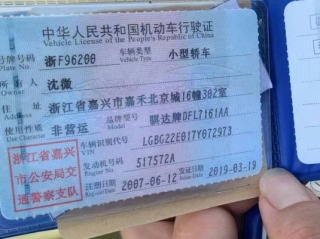 中华人民共和国机动车行驶证
Vehicle License of the People's Republic of China
号牌号码 浙F96200 车辆类型 小型轿车
Plate No. Vehicle Type
所有人 沈微
址 浙江省嘉兴市嘉禾北京城16幢302室
使用性质 非营运 品牌型号 骐达牌DFL7161AA
Use Character Model
浙江省嘉兴
市公安局交
通警察支队
车辆识别代号 LGBG22E017Y072973
VIN
发动机号码 517572A
Engine No.
注册日期 2007-06-12 发证日期 2019-03-19
Register Date Issue Date